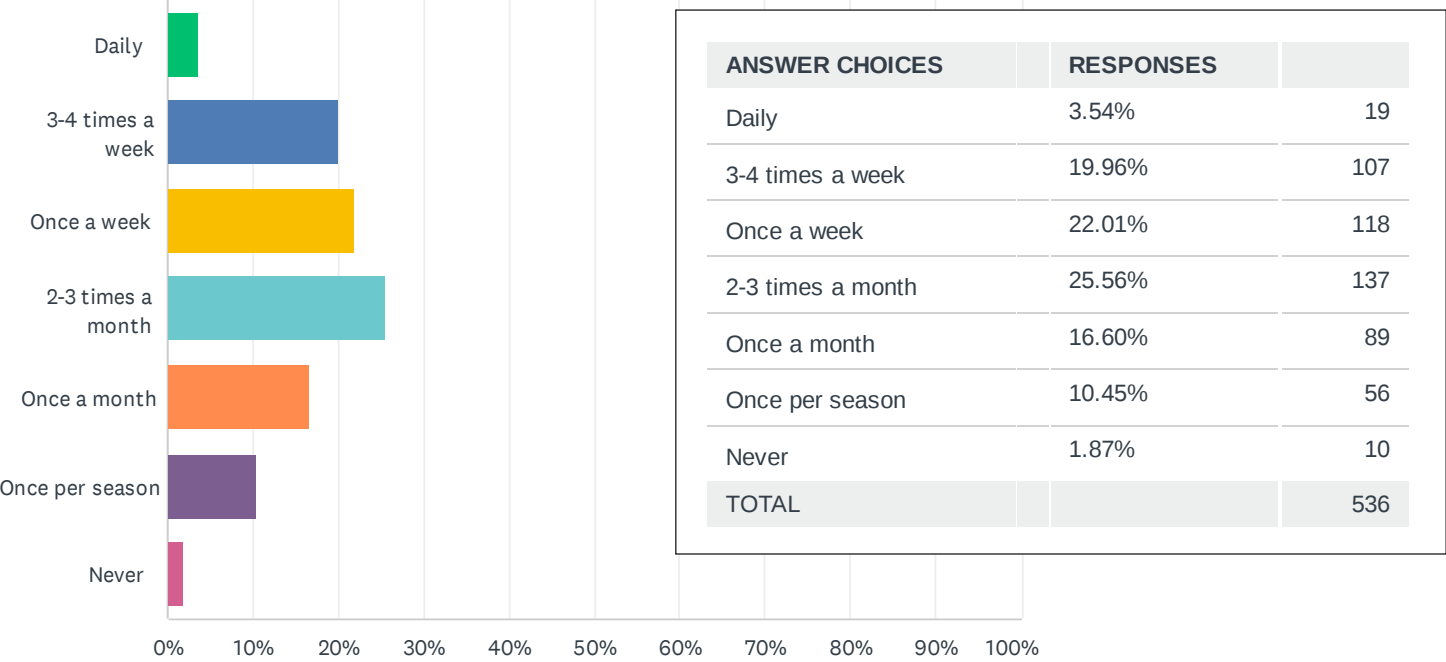 Daily
3-4 times a
week
Once a week
2-3 times a
month
Once a month
Once per season
Never
0% 10% 20% 30% 40% 50% 60% 70% 80% 90% 100%
ANSWER CHOICES RESPONSES
Daily 3.54% 19
3-4 times a week 19.96% 107
Once a week 22.01% 118
2-3 times a month 25.56% 137
Once a month 16.60% 89
Once per season 10.45% 56
Never 1.87% 10
TOTAL 536